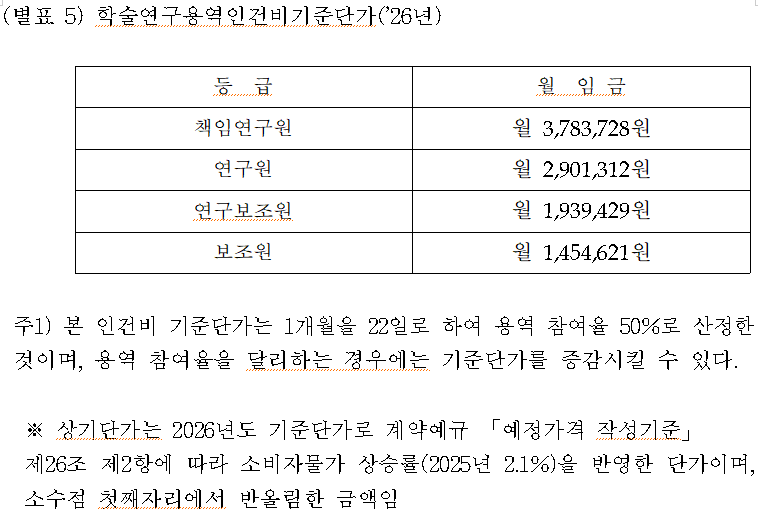 (별표 5) 학술연구용역인건비기준단가('26년)
등 급 월 임 금
책임연구원 월 3,783,728원
연구원 월 2,901,312원
연구보조원 월 1,939,429원
보조원 월 1,454,621원
주1) 본 인건비 기준단가는 1개월을 22일로 하여 용역 참여율 50%로 산정한
것이며, 용역 참여율을 달리하는 경우에는 기준단가를 증감시킬 수 있다.
※ 상기단가는 2026년도 기준단가로 계약예규 「예정가격 작성기준」
제26조 제2항에 따라 소비자물가 상승률(2025년 2.1%)을 반영한 단가이며,
소수점 첫째자리에서 반올림한 금액임